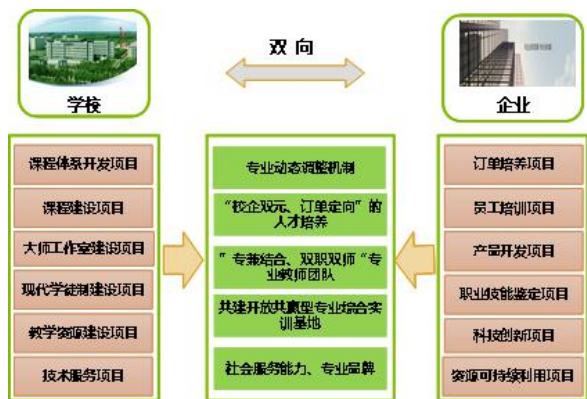 双向
学校
企业
课程体系开发项目
课程建设项目
大师工作室建设项目
现代学徒制建设项目
教学资源建设项目
技术服务项目
专业动态调整机制
“校企双元、订单定向”的
人才培养
”专兼结合、双职双师“专
业教师团队
共建开放共赢型专业综合实
训基地
社会服务能力、专业品牌
订单培养项目
员工培训项目
产品开发项目
职业技能鉴定项目
科技创新项目
资源可持续利用项目